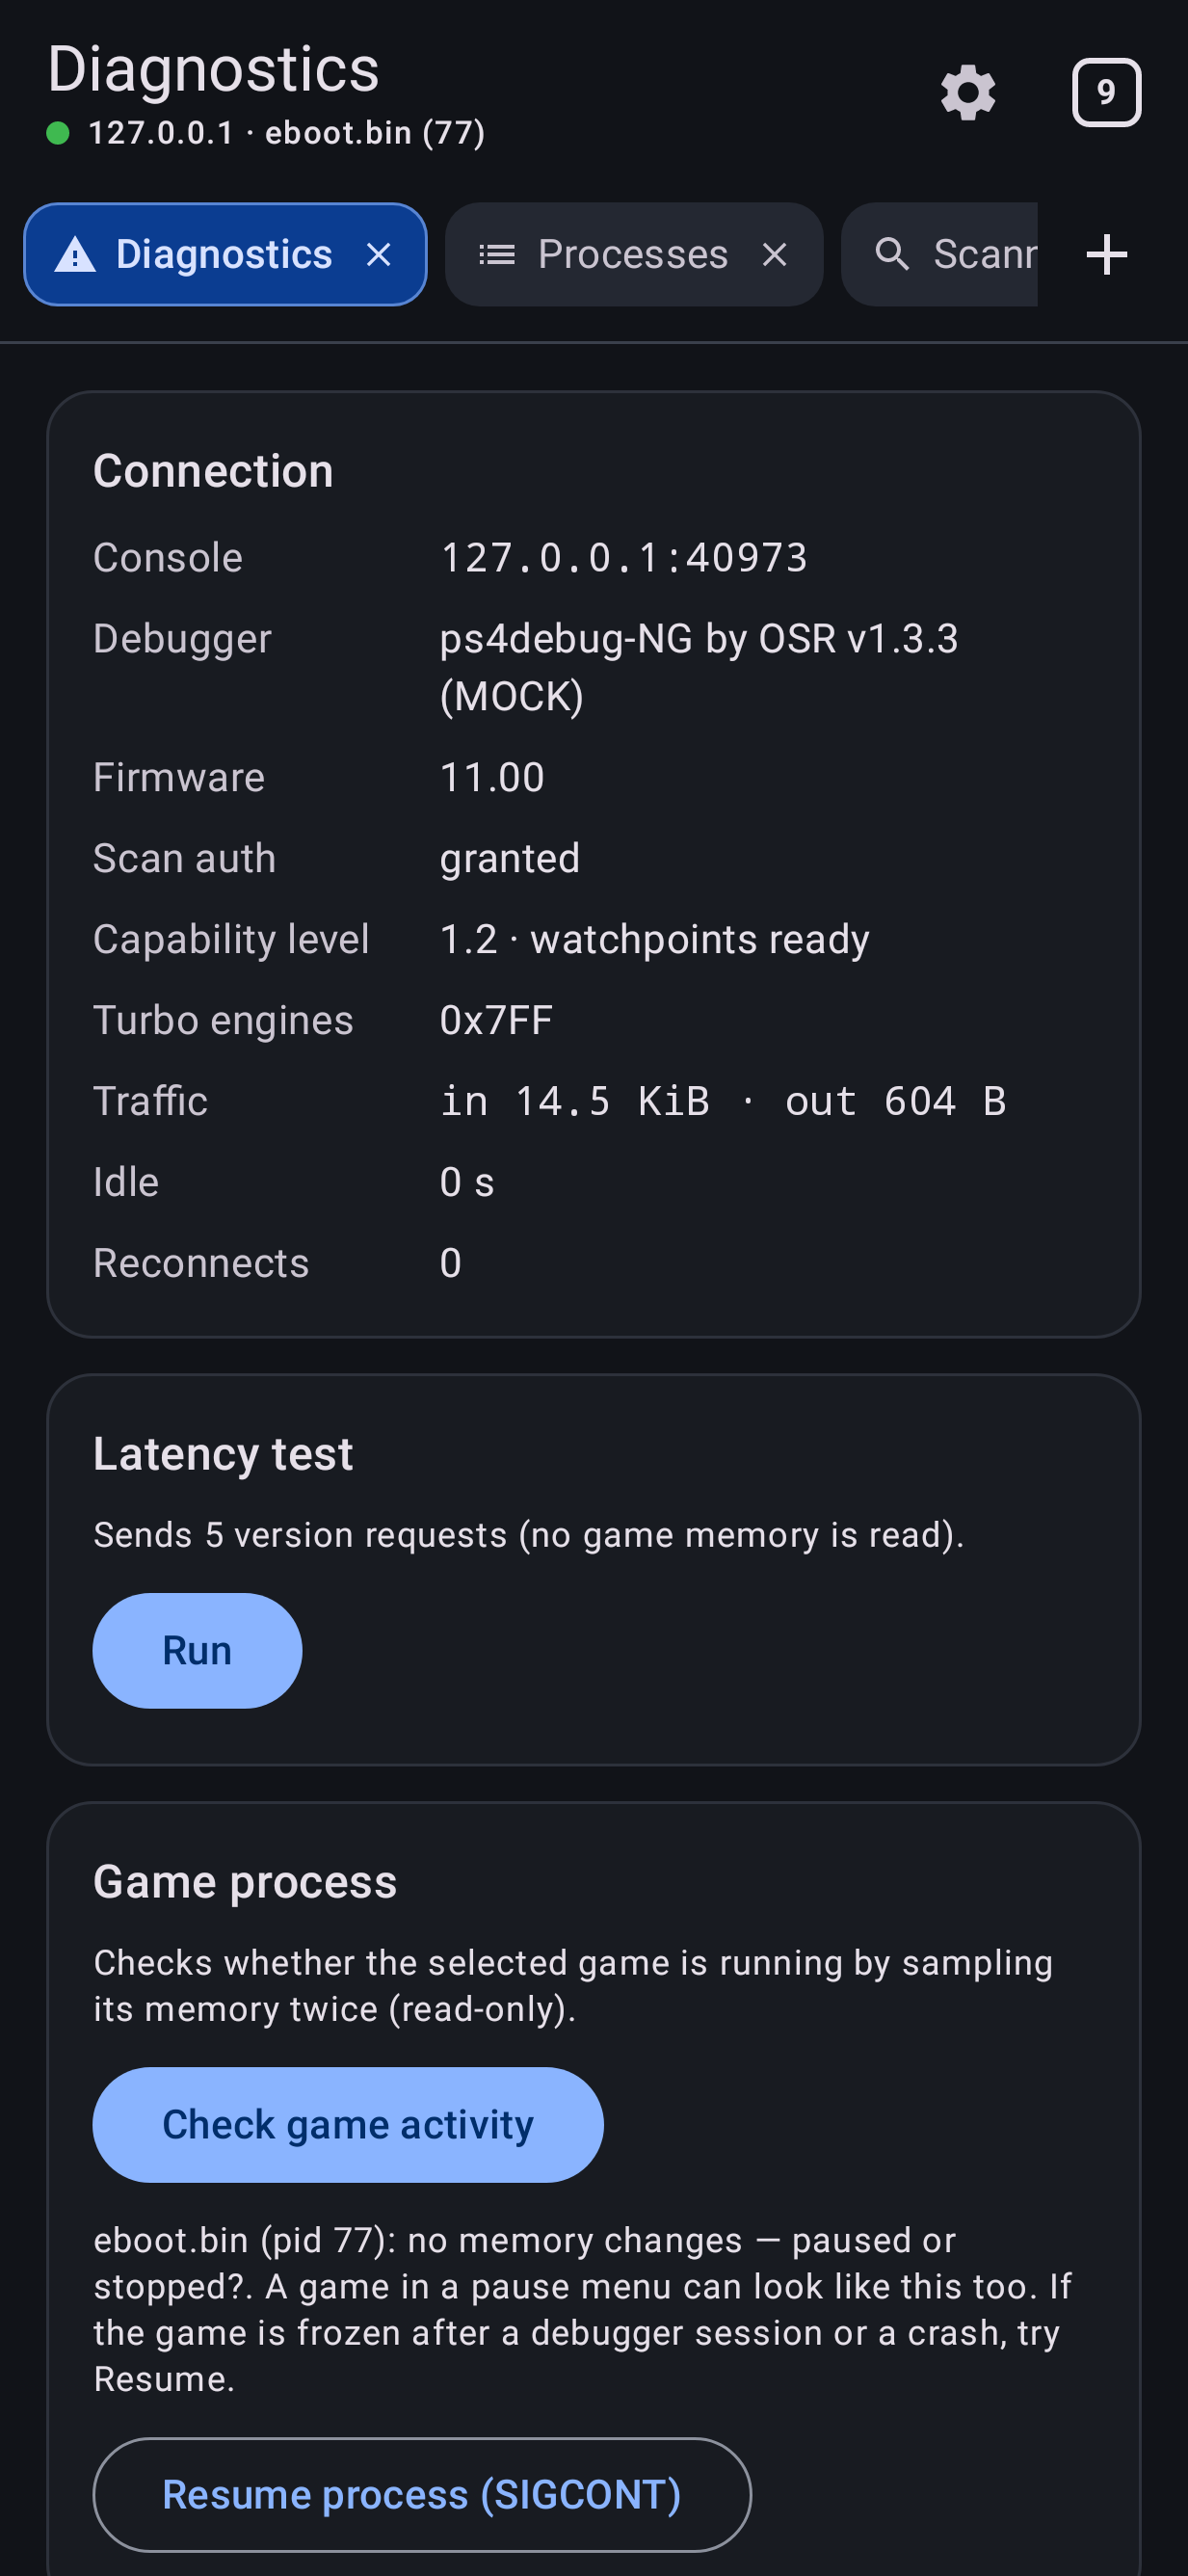 Diagnostics
127.0.0.1 · eboot.bin (77)
9
Diagnostics
Processes
Scann
Connection
Console 127.0.0.1:40973
Debugger ps4debug-NG by OSR v1.3.3
(MOCK)
Firmware 11.00
Scan auth granted
Capability level 1.2 · watchpoints ready
Turbo engines 0x7FF
Traffic in 14.5 KiB · out 604 B
Idle 0 s
Reconnects 0
Latency test
Sends 5 version requests (no game memory is read).
Run
Game process
Checks whether the selected game is running by sampling
its memory twice (read-only).
Check game activity
eboot.bin (pid 77): no memory changes — paused or
stopped?. A game in a pause menu can look like this too. If
the game is frozen after a debugger session or a crash, try
Resume.
Resume process (SIGCONT)